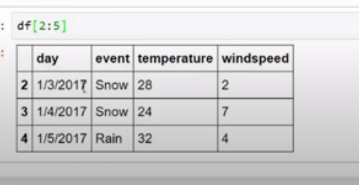 : df[2:5]
:
day event temperature windspeed
2 1/3/2017 Snow 28 2
3 1/4/2017 Snow 24 7
4 1/5/2017 Rain 32 4